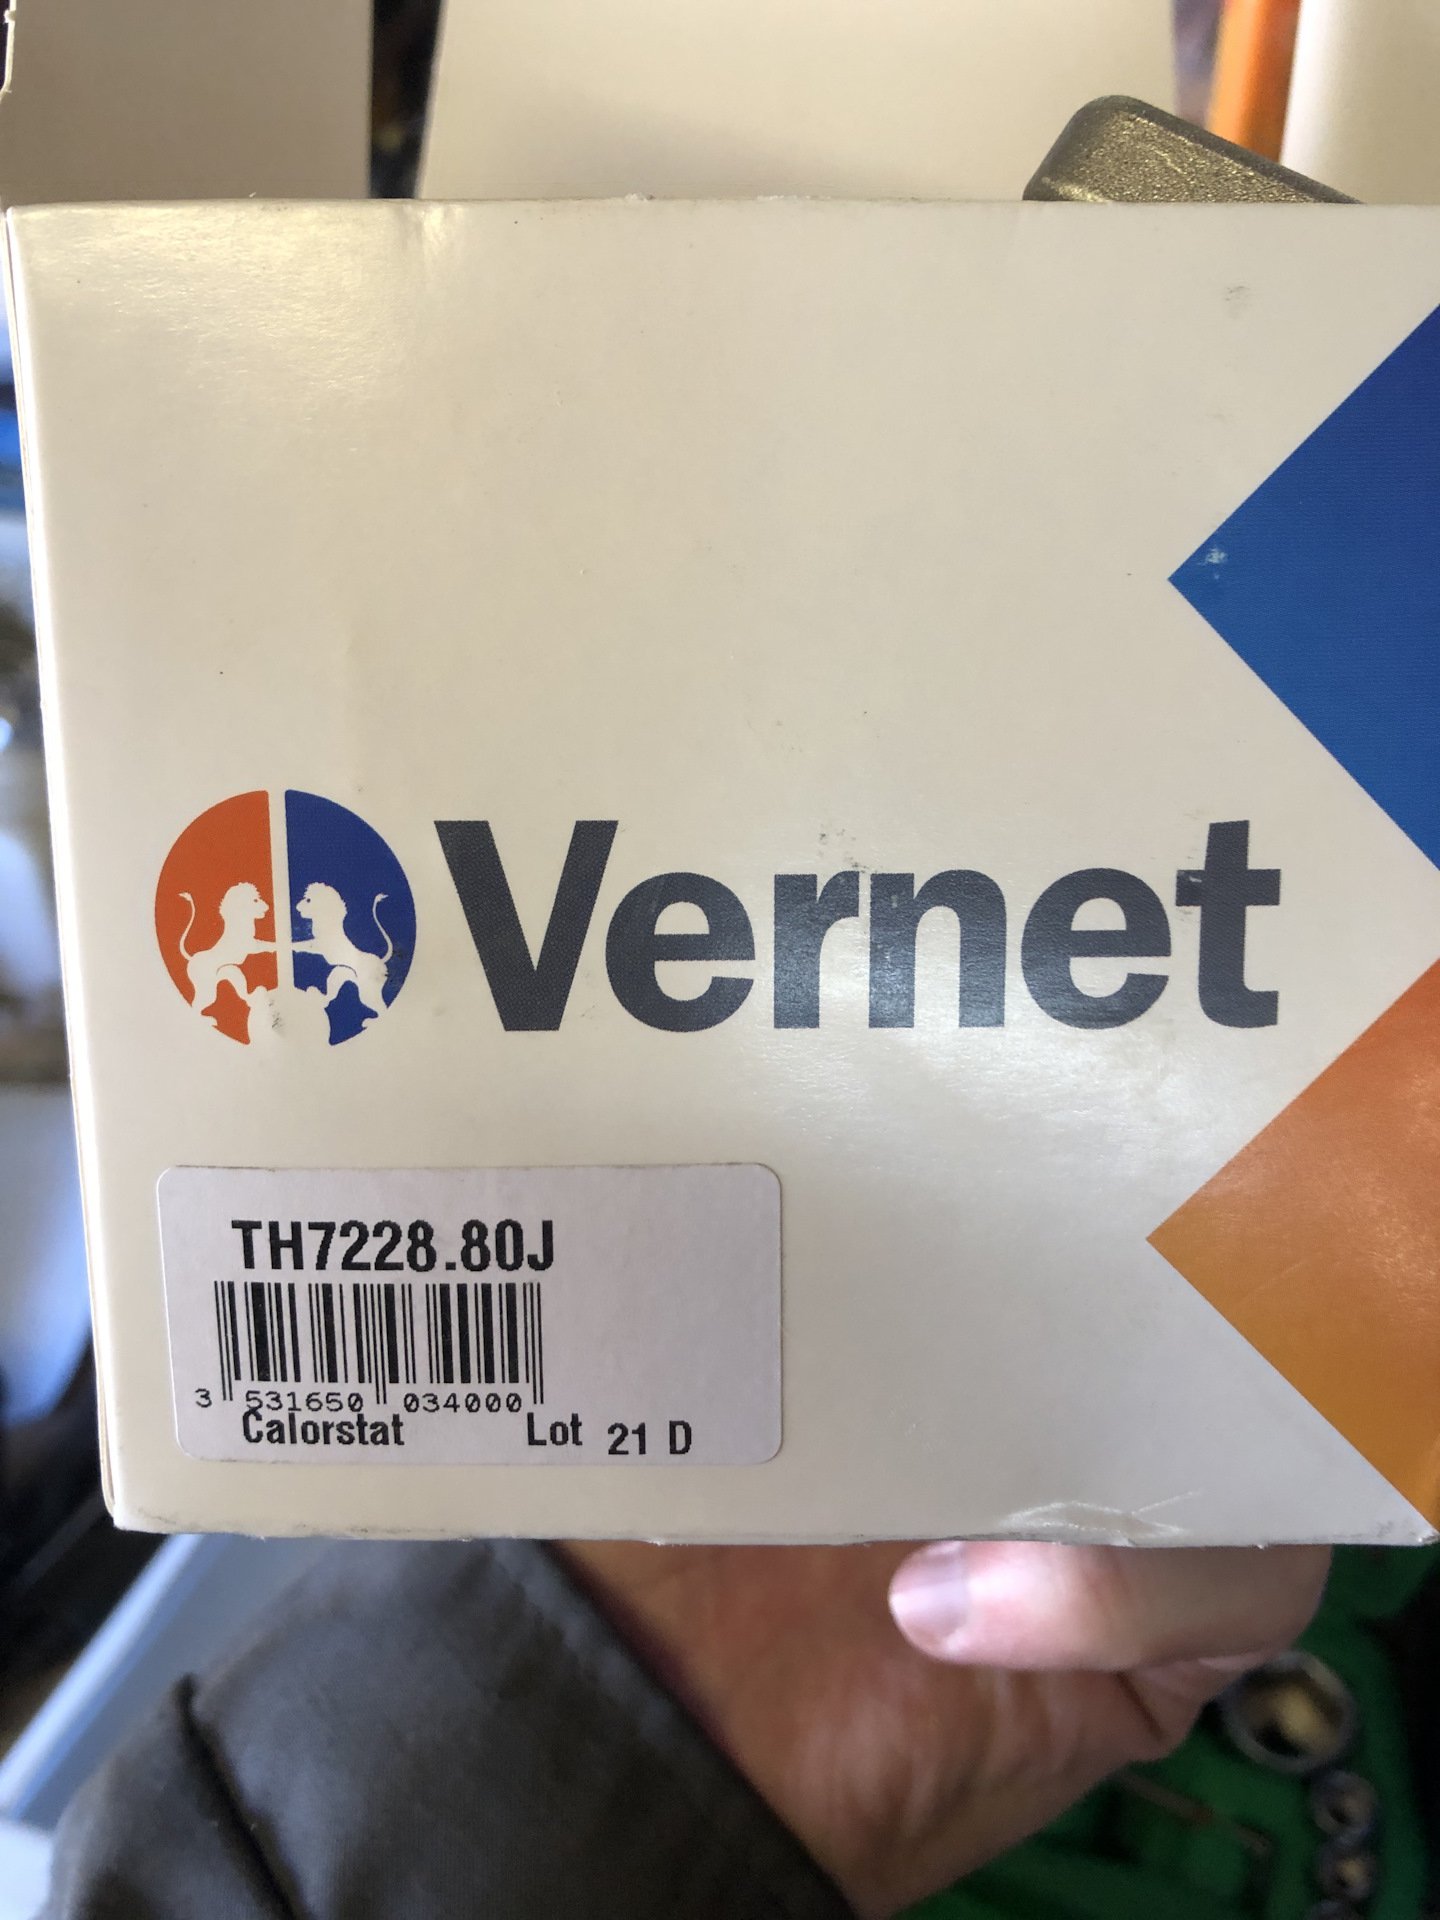 Vernet
TH7228.80J
3 531650 034000
Calorstat Lot 21 D